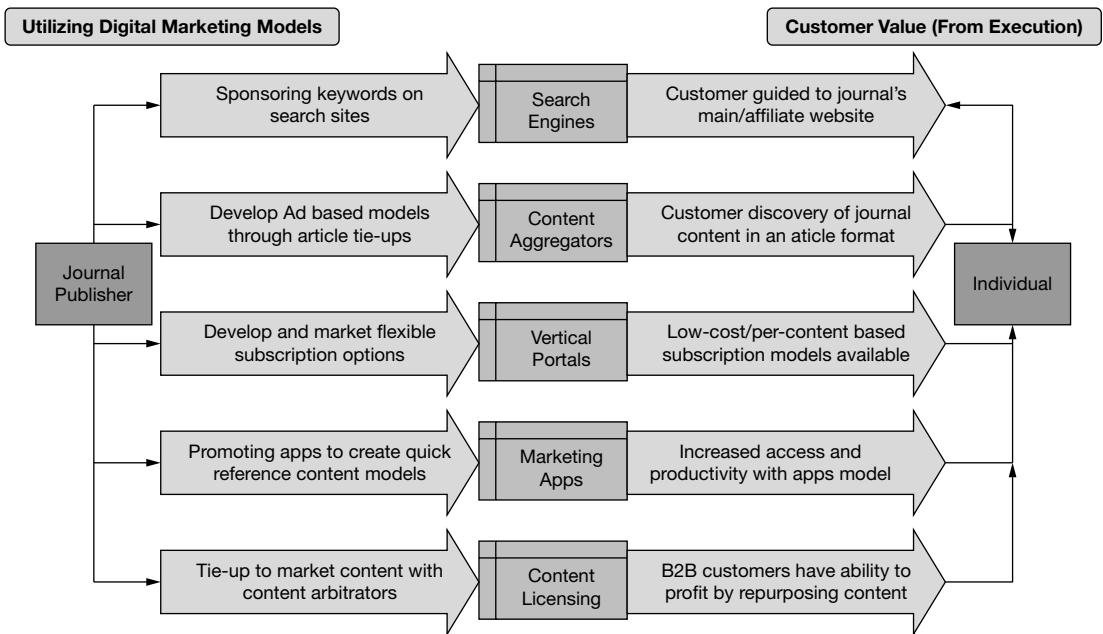 Utilizing Digital Marketing Models
Customer Value (From Execution)
Sponsoring keywords on
search sites
Search
Engines
Customer guided to journal's
main/affiliate website
Develop Ad based models
through article tie-ups
Content
Aggregators
Customer discovery of journal
content in an aticle format
Journal
Publisher
Individual
Develop and market flexible
subscription options
Vertical
Portals
Low-cost/per-content based
subscription models available
Promoting apps to create quick
reference content models
Marketing
Apps
Increased access and
productivity with apps model
Tie-up to market content with
content arbitrators
Content
Licensing
B2B customers have ability to
profit by repurposing content